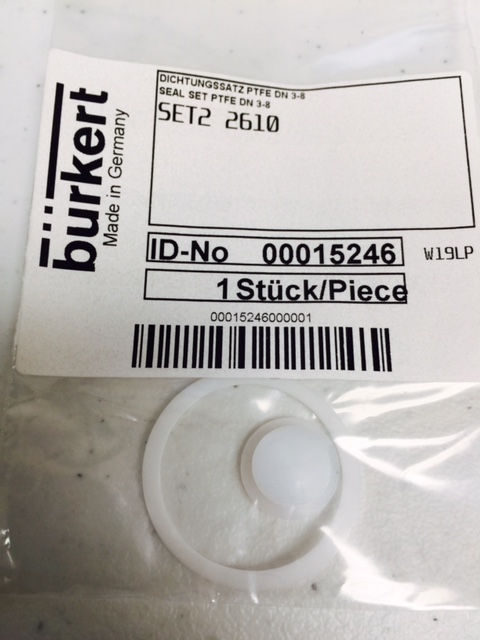 bürkert
Made in Germany
DICHTUNGSSATZ PTFE DN 3-8
SEAL SET PTFE DN 3-8
SET2 2610
ID-No 00015246
W19LP
1 Stück/Piece
00015246000001